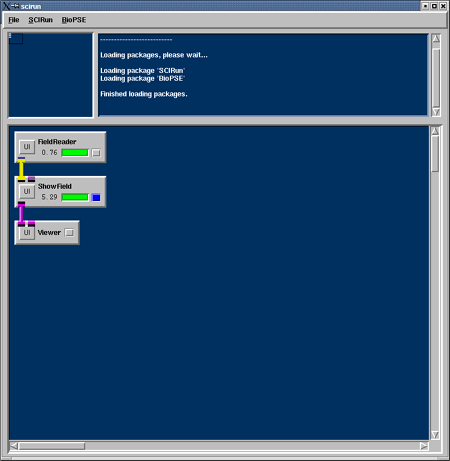 scirun
File SCIRun BioPSE
----------------------------
Loading packages, please wait...
Loading package 'SCIRun'
Loading package 'BioPSE'
Finished loading packages.
UI FieldReader
0.76
UI ShowField
5.29
UI Viewer